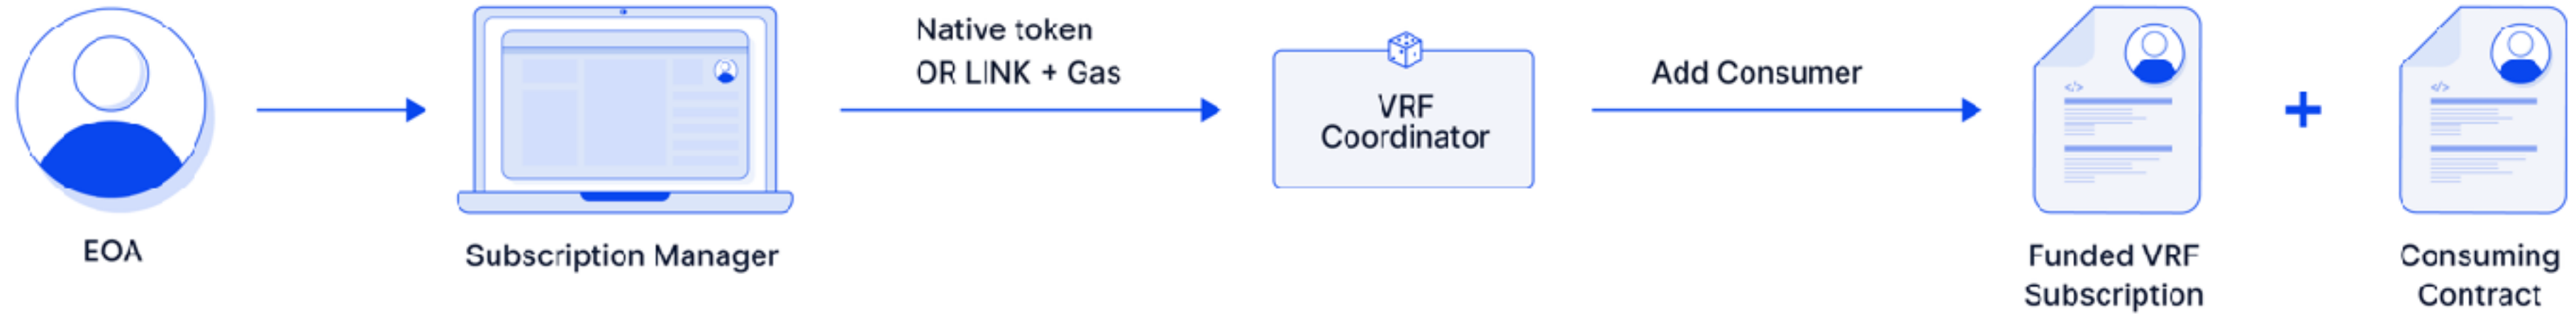 EOA
Subscription Manager
Native token
OR LINK + Gas
VRF
Coordinator
Add Consumer
</>
Funded VRF
Subscription
+
</>
Consuming
Contract